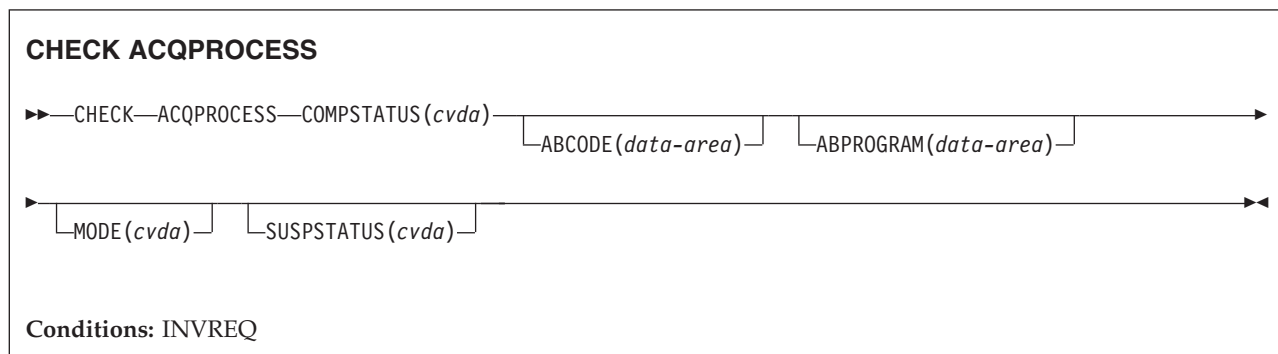 CHECK ACQPROCESS
CHECK ACQPROCESS COMPSTATUS(cvda)
ABCODE(data-area) ABPROGRAM(data-area)
MODE(cvda) SUSPSTATUS(cvda)
Conditions: INVREQ